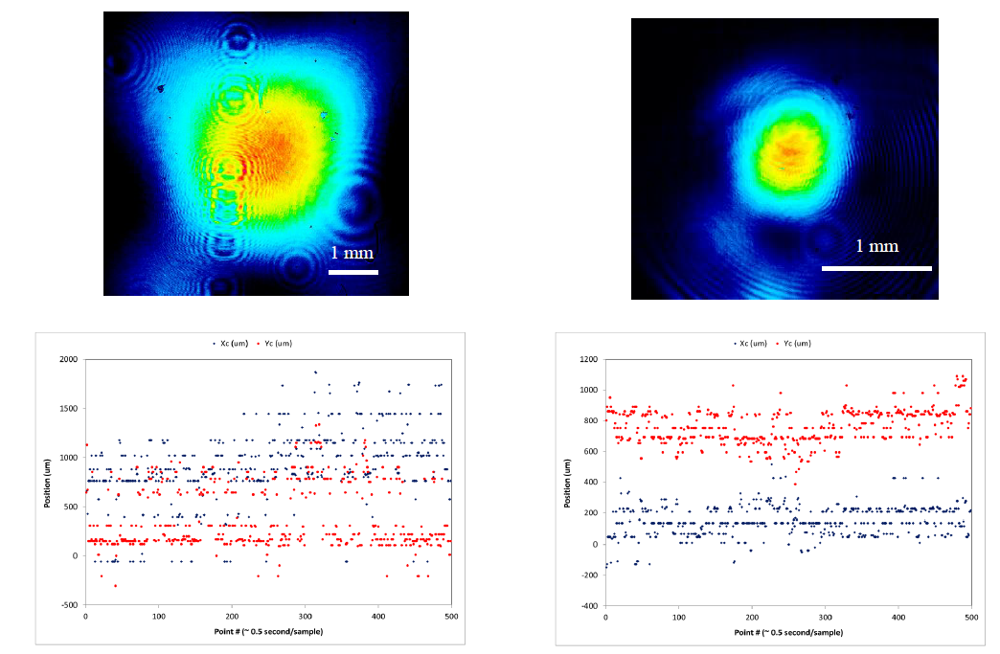 1 mm
1 mm
Xc (um) Yc (um)
2000
1500
1000
500
0
-500
Position (um)
0 100 200 300 400 500
Point # (~ 0.5 second/sample)
Xc (um) Yc (um)
1200
1000
800
600
400
200
0
-200
-400
Position (um)
0 100 200 300 400 500
Point # (~ 0.5 second/sample)